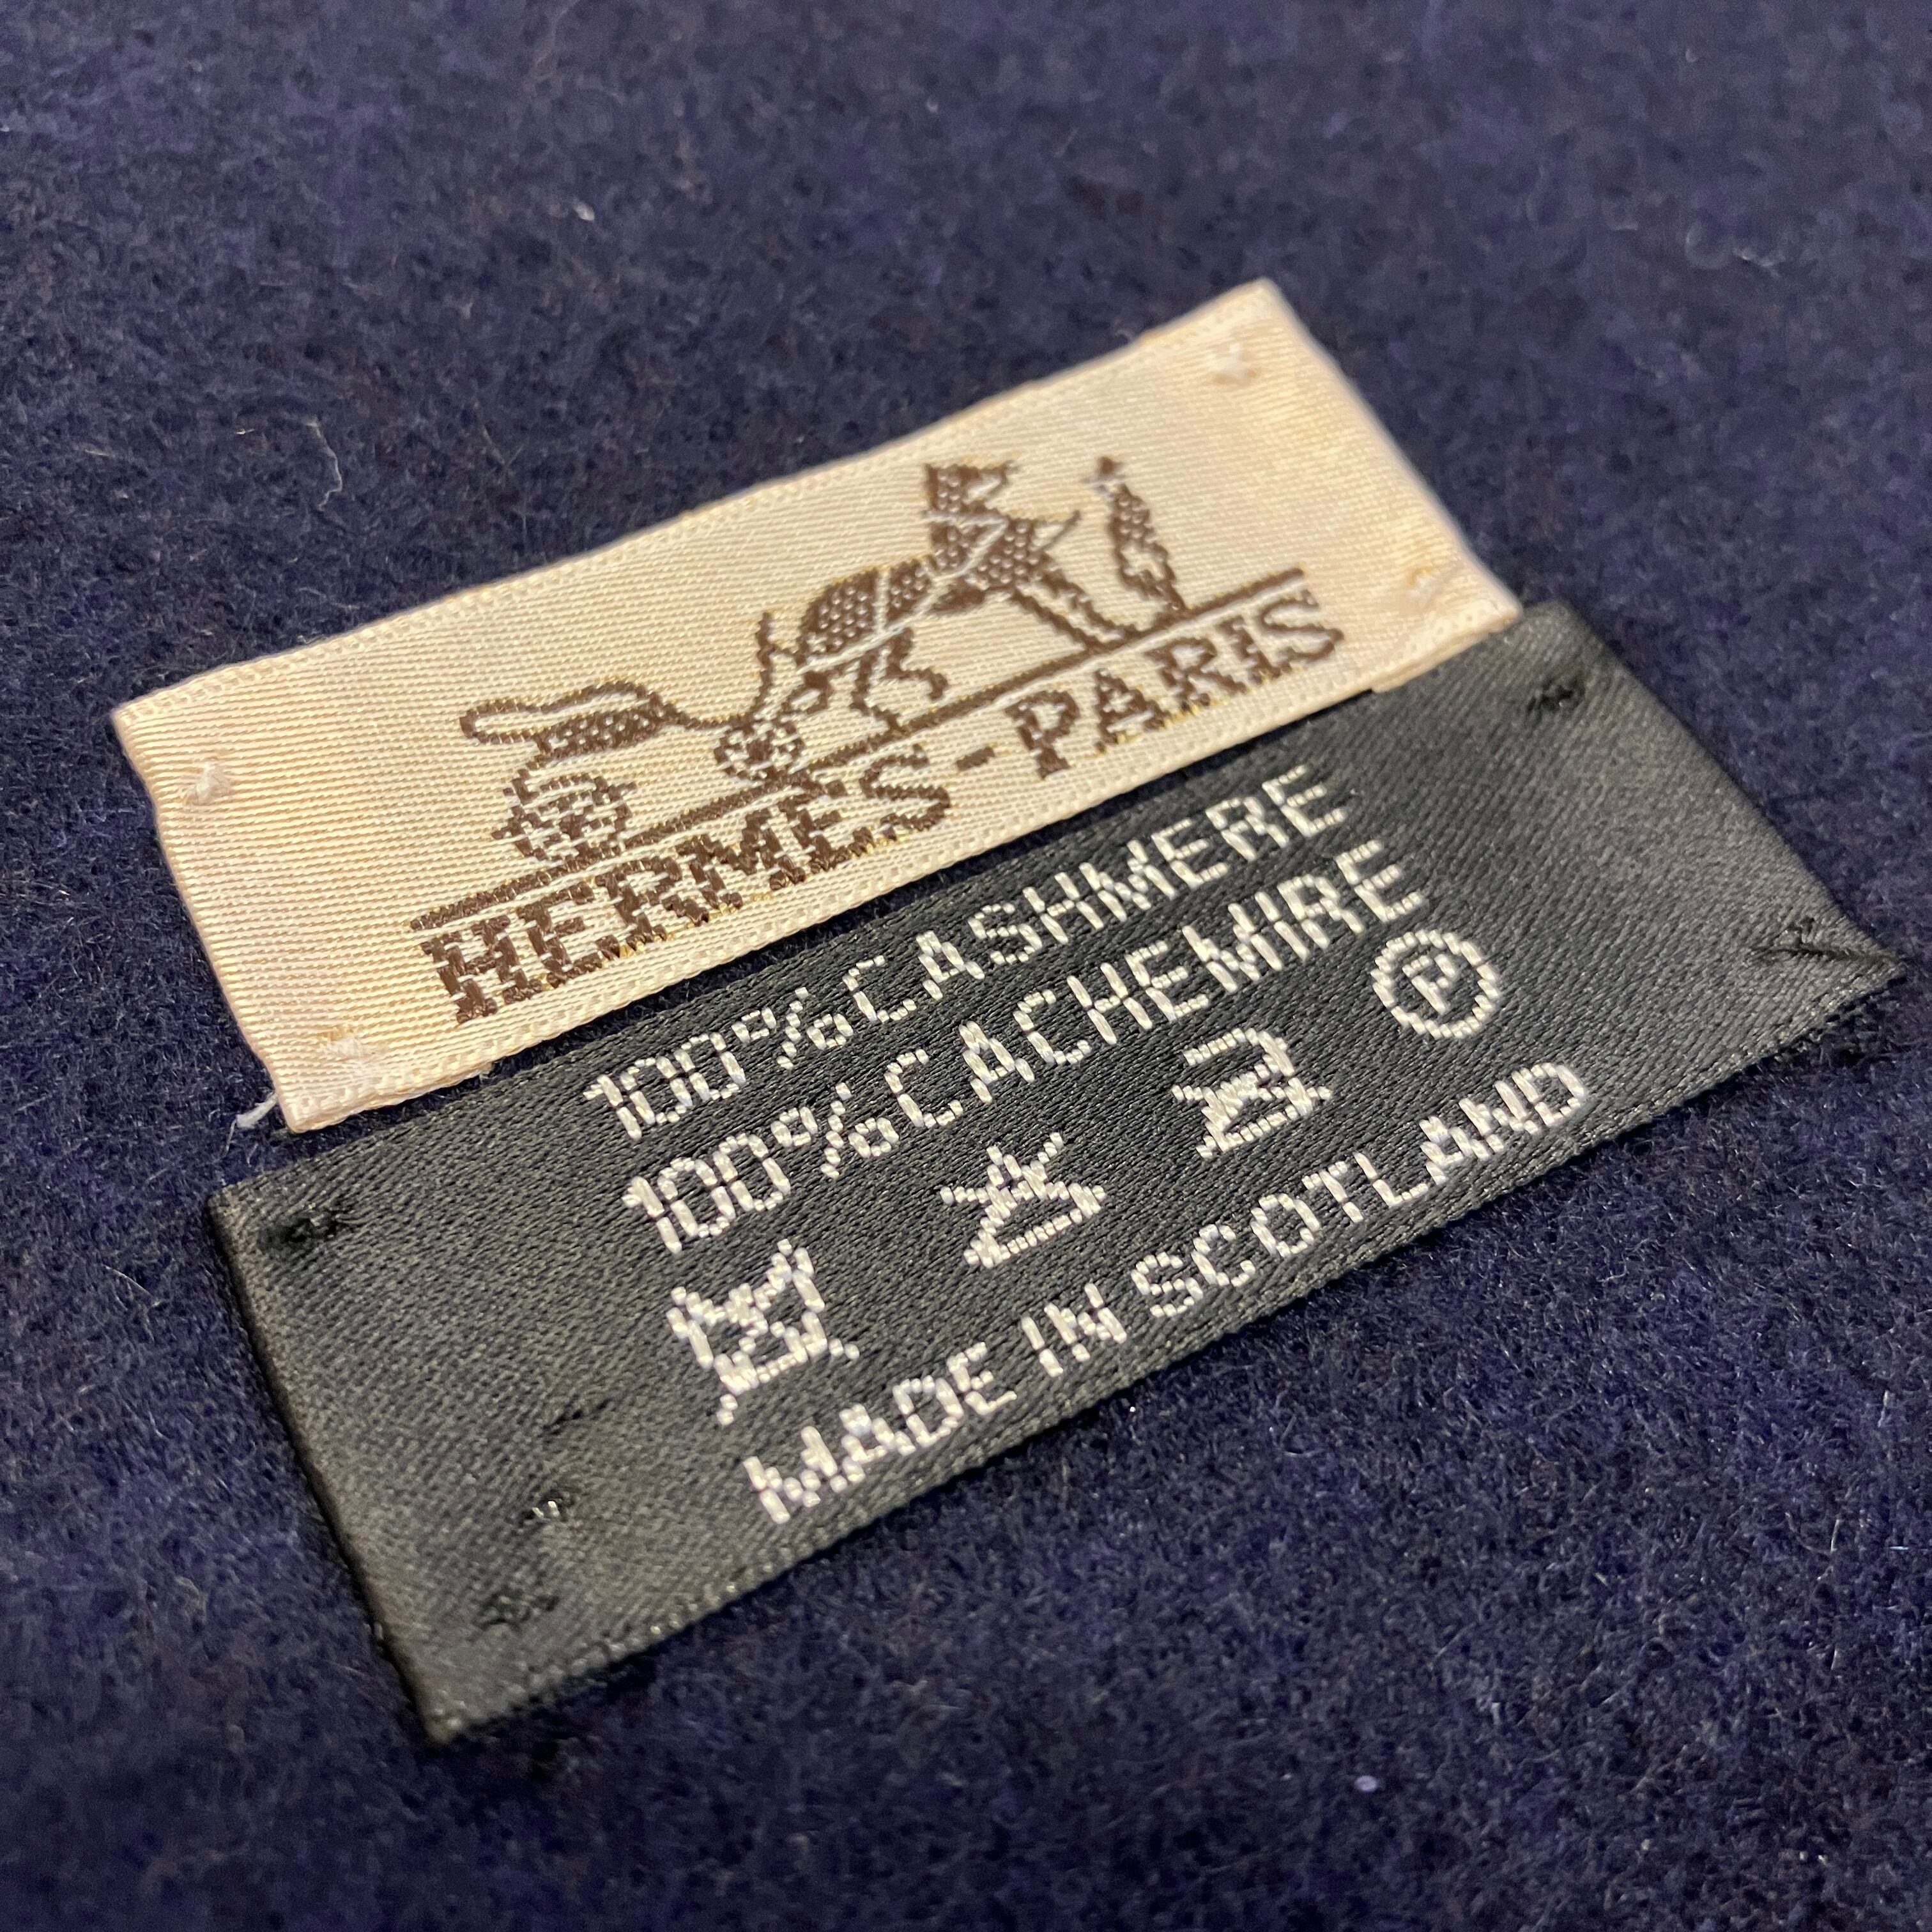 HERMES-PARIS
100% CASHMERE
100% CACHEMIRE
P
MADE IN SCOTLAND